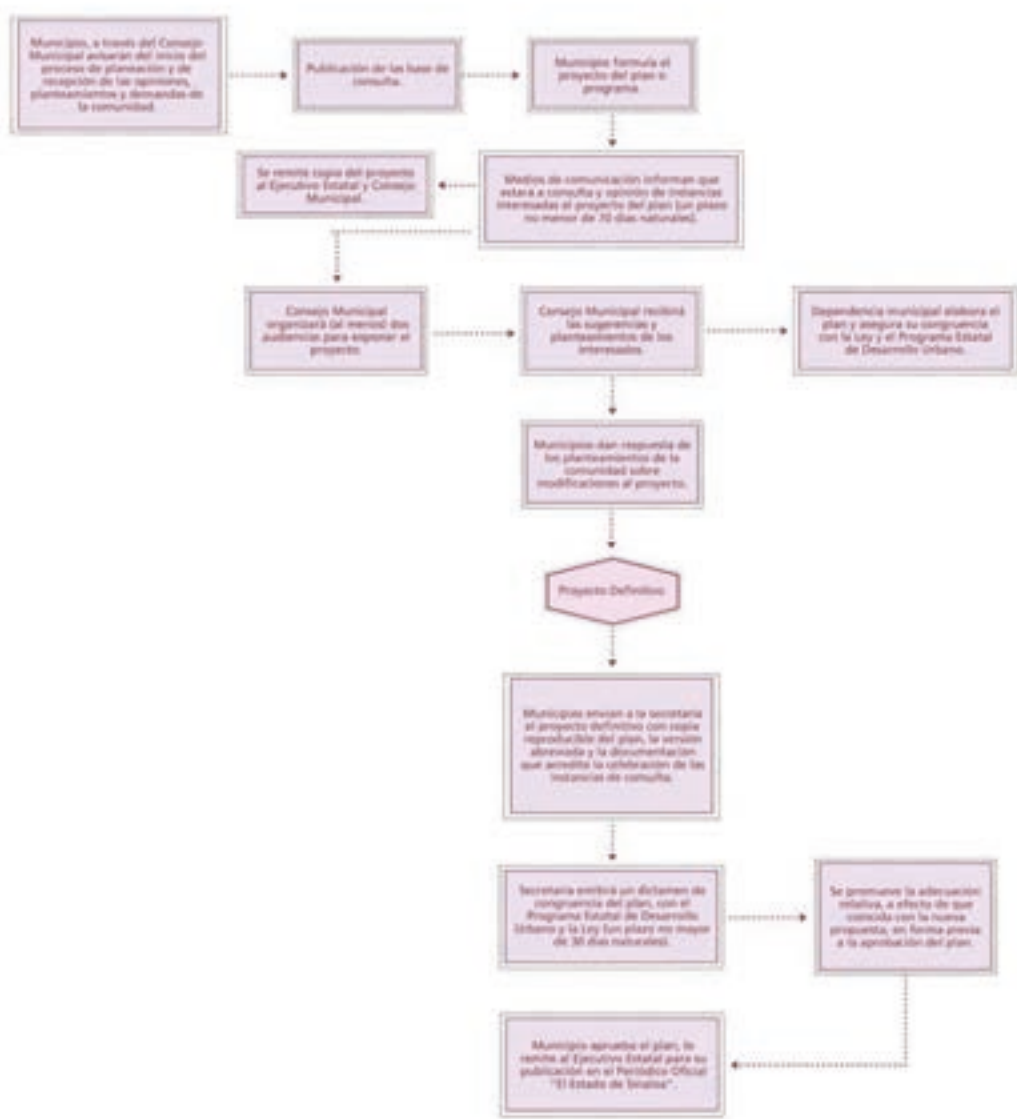 Municipio, a través del Consejo
Municipal avisarán del inicio del
proceso de planeación y de
recepción de las opiniones,
planteamientos y demandas de
la comunidad.
Publicación de las base de
consulta.
Municipio formula el
proyecto del plan o
programa.
Se remite copia del proyecto
al Ejecutivo Estatal y Consejo
Municipal.
Medios de comunicación informan que
estará a consulta y opinión de instancias
interesadas el proyecto del plan (un plazo
no menor de 70 días naturales).
Consejo Municipal
organizará (al menos) dos
audiencias para exponer el
proyecto
Consejo Municipal recibirá
las sugerencias y
planteamientos de los
interesados.
Dependencia municipal elabora el
plan y asegura su congruencia
con la Ley y el Programa Estatal
de Desarrollo Urbano.
Municipios dan respuesta de
los planteamientos de la
comunidad sobre
modificaciones al proyecto.
Proyecto Definitivo
Municipios envían a la secretaría
el proyecto definitivo con copia
reproducible del plan, la versión
abreviada y la documentación
que acredite la celebración de las
instancias de consulta.
Secretaría emitirá un dictamen de
congruencia del plan, con el
Programa Estatal de Desarrollo
Urbano y la Ley (un plazo no mayor
de 30 días naturales).
Se promueve la adecuación
relativa, a efecto de que
coincida con la nueva
propuesta, en forma previa
a la aprobación del plan.
Municipio aprueba el plan, lo
remite al Ejecutivo Estatal para su
publicación en el Periódico Oficial
"El Estado de Sinaloa".